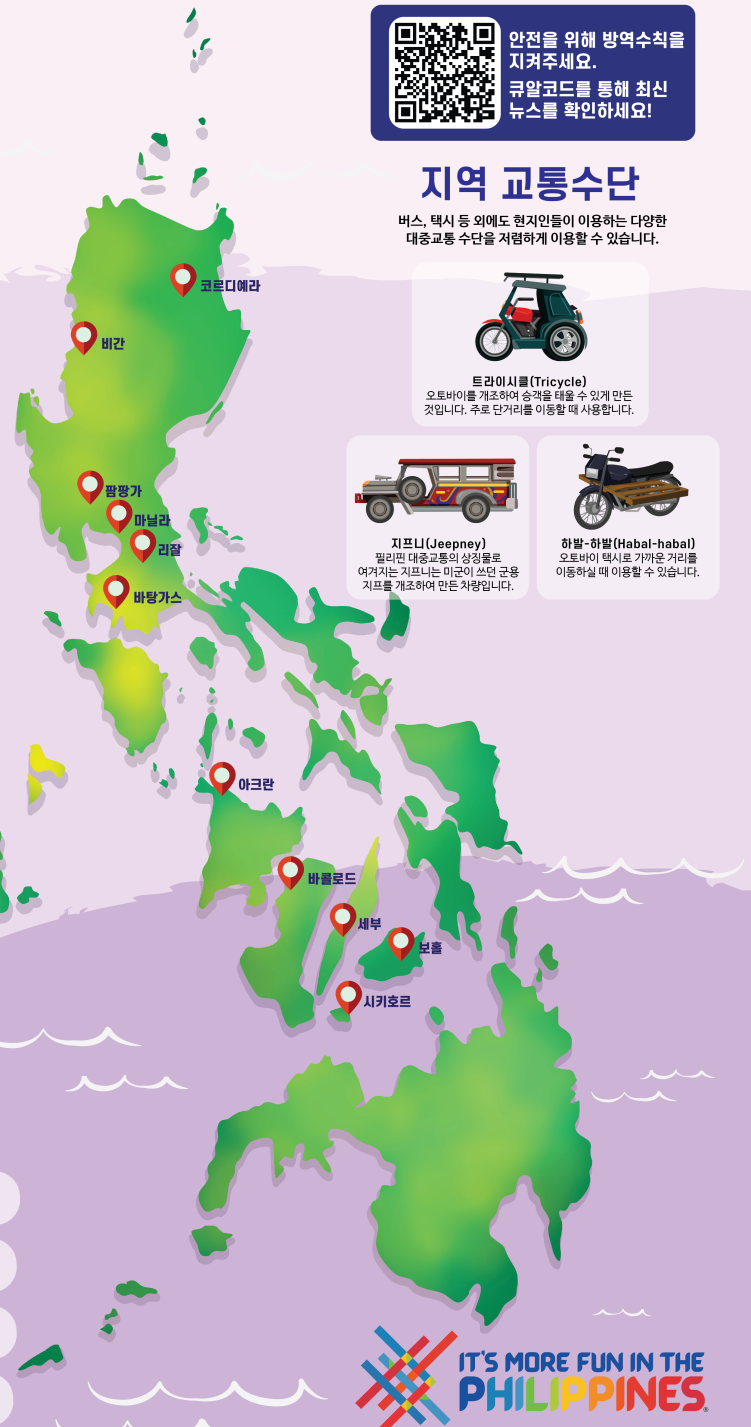 안전을 위해 방역수칙을
지켜주세요.
큐알코드를 통해 최신
뉴스를 확인하세요!
지역 교통수단
버스, 택시 등 외에도 현지인들이 이용하는 다양한
대중교통 수단을 저렴하게 이용할 수 있습니다.
트라이시클(Tricycle)
오토바이를 개조하여 승객을 태울 수 있게 만든
것입니다. 주로 단거리를 이동할 때 사용합니다.
지프니(Jeepney)
필리핀 대중교통의 상징물로
여겨지는 지프니는 미군이 쓰던 군용
지프를 개조하여 만든 차량입니다.
하발-하발(Habal-habal)
오토바이 택시로 가까운 거리를
이동하실 때 이용할 수 있습니다.
코르디예라
비간
팜팡가
마닐라
리잘
바탕가스
아크란
바콜로드
세부
보홀
시키호르
IT'S MORE FUN IN THE
PHILIPPINES®